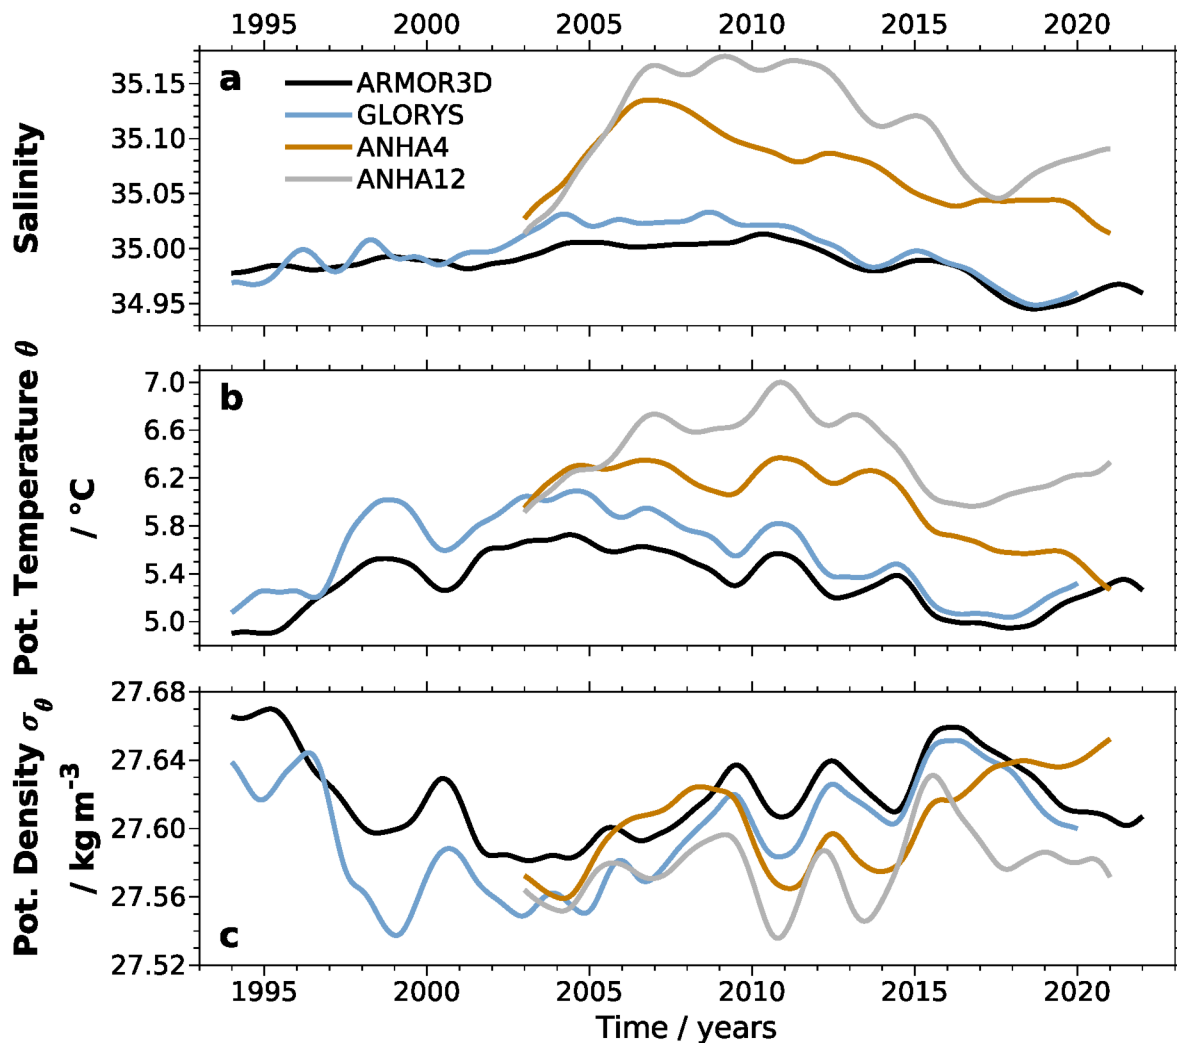 1995 2000 2005 2010 2015 2020
a
ARMOR3D
GLORYS
ANHA4
ANHA12
Salinity
35.15
35.10
35.05
35.00
34.95
b
Pot. Temperature θ
/ °C
7.0
6.6
6.2
5.8
5.4
5.0
c
Pot. Density σθ
/ kg m⁻³
27.68
27.64
27.60
27.56
27.52
1995 2000 2005 2010 2015 2020
Time / years